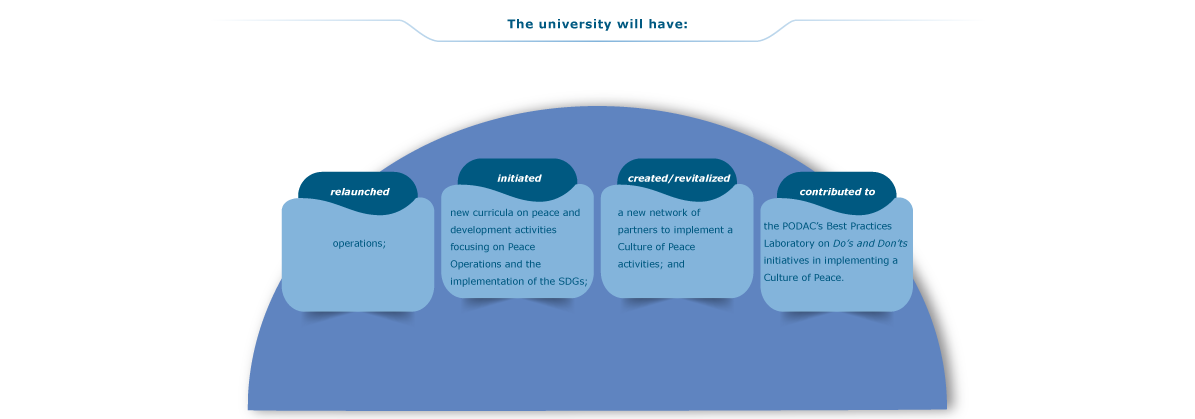 The university will have:
relaunched
operations;
initiated
new curricula on peace and
development activities
focusing on Peace
Operations and the
implementation of the SDGs;
created/revitalized
a new network of
partners to implement a
Culture of Peace
activities; and
contributed to
the PODAC’s Best Practices
Laboratory on Do’s and Don’ts
initiatives in implementing a
Culture of Peace.